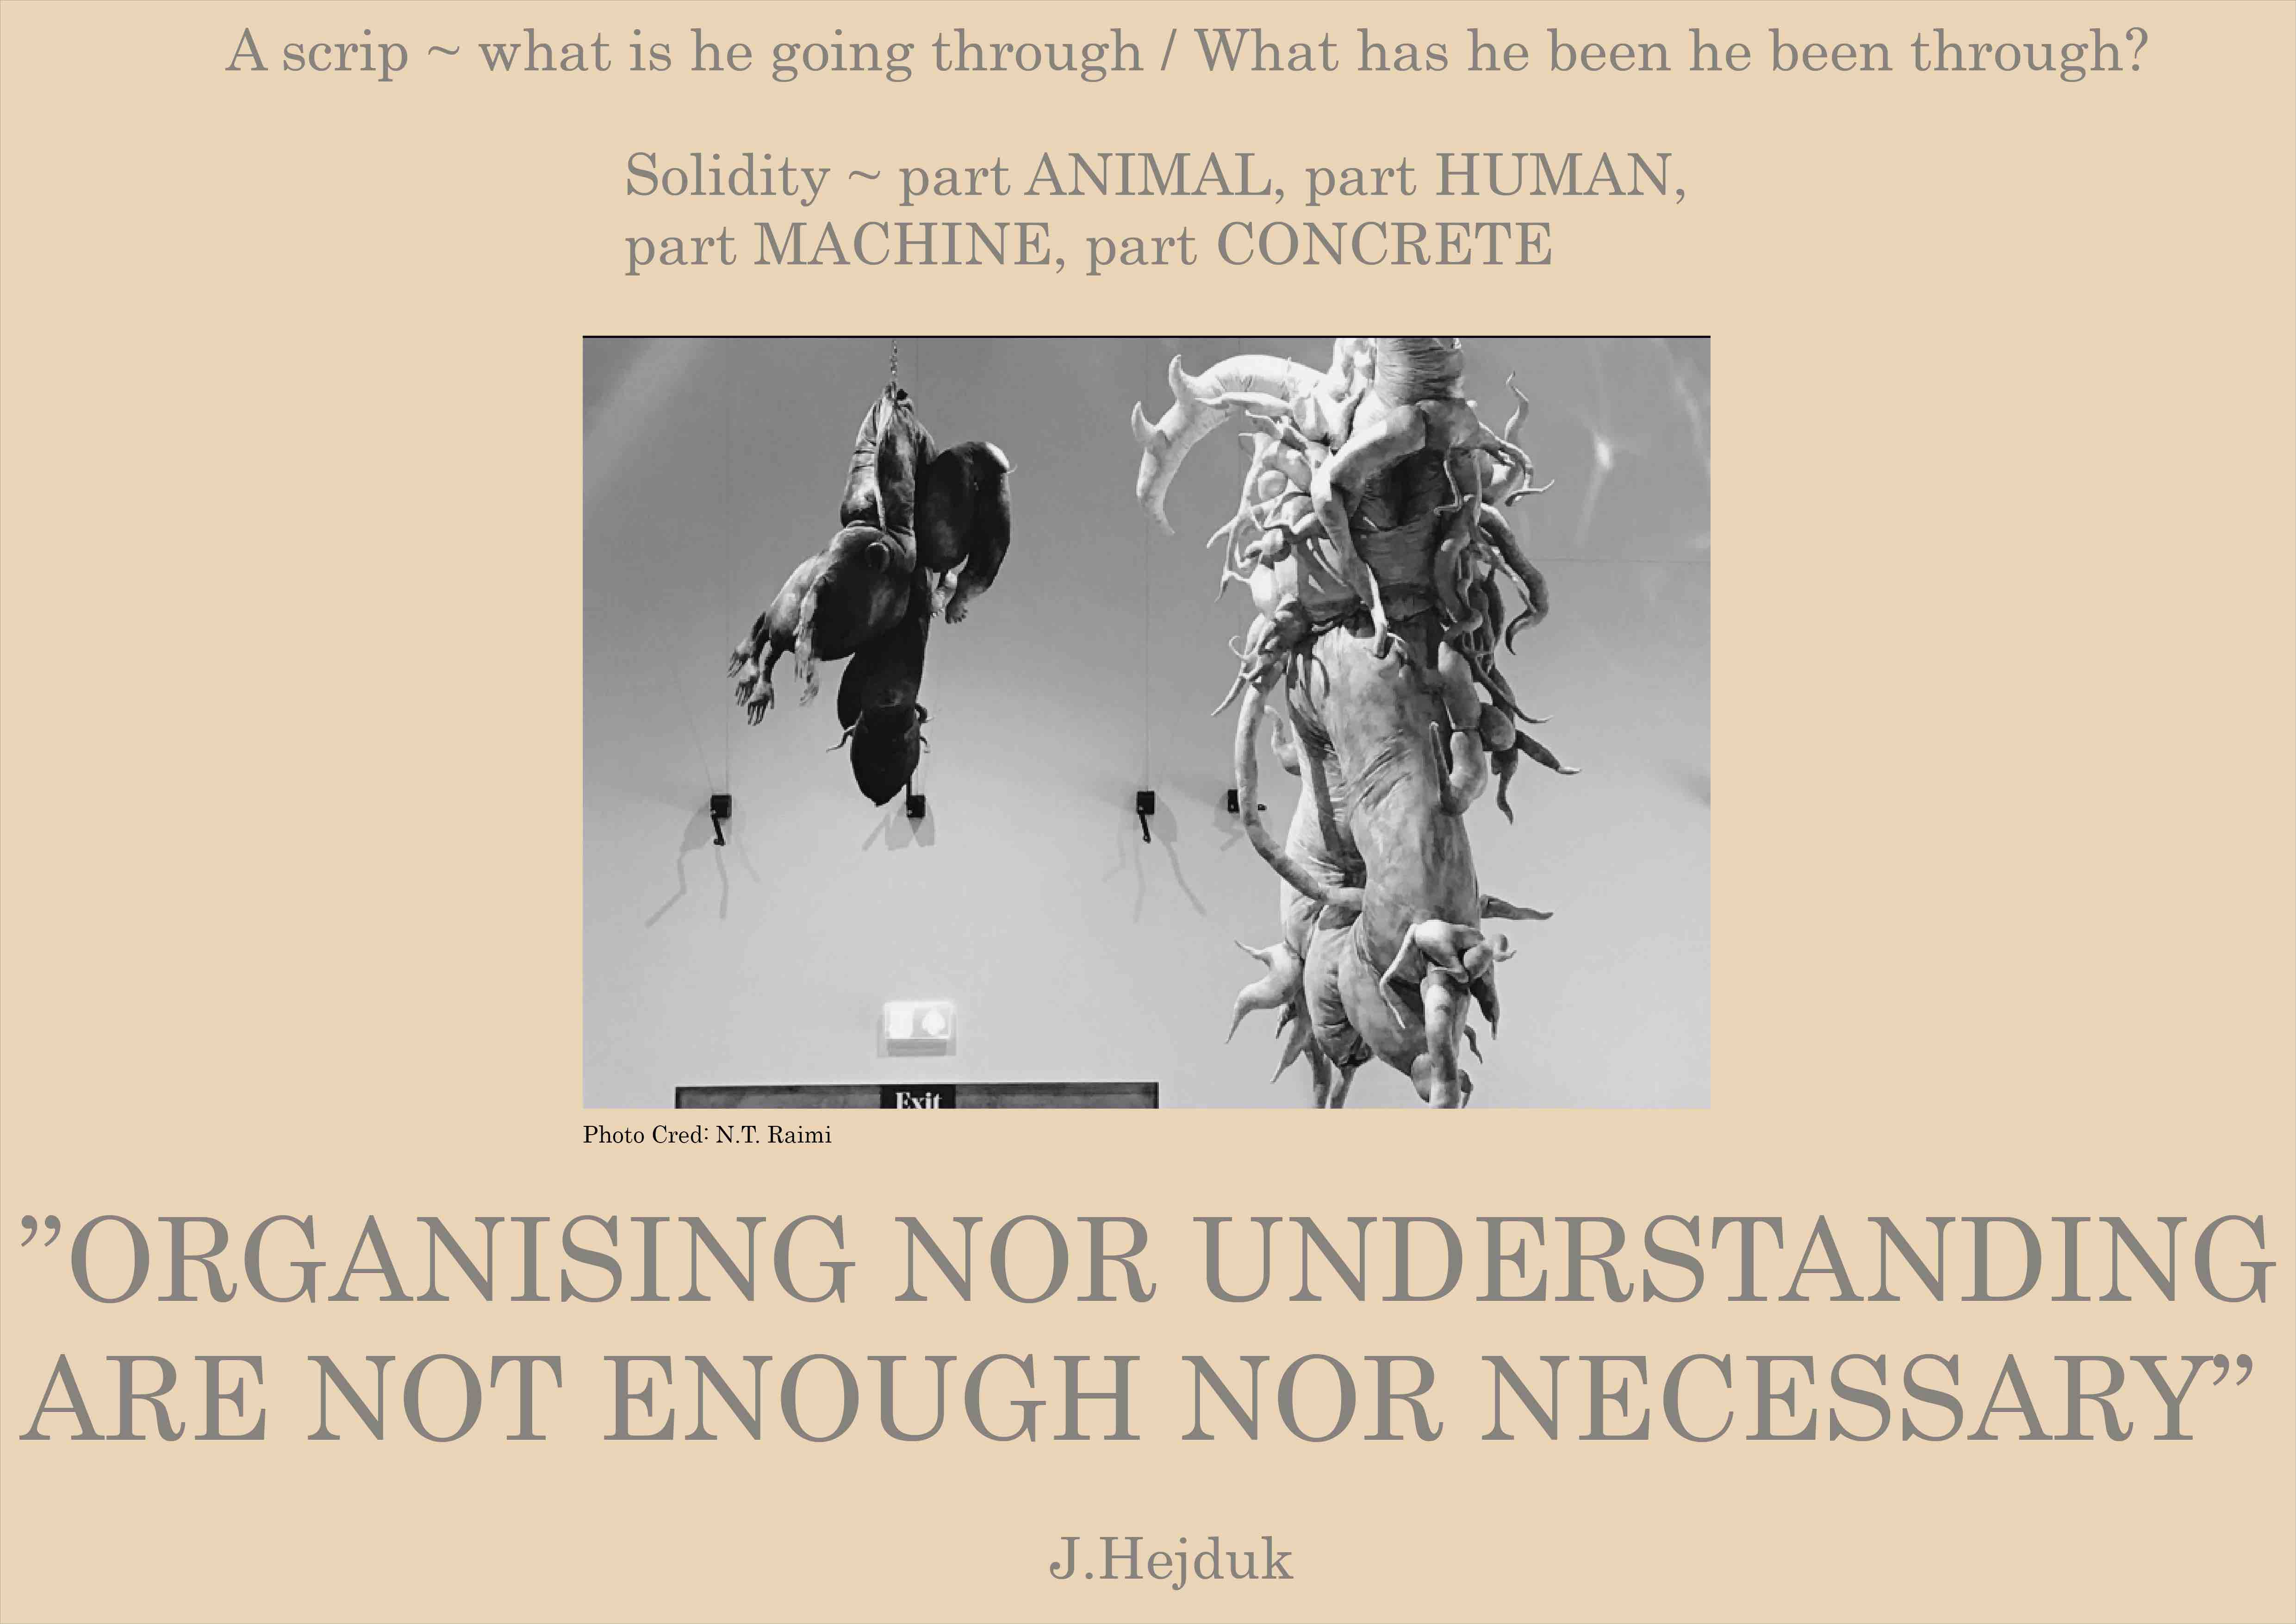 A scrip ~ what is he going through / What has he been he been through?
Solidity ~ part ANIMAL, part HUMAN,
part MACHINE, part CONCRETE
Exit
Photo Cred: N.T. Raimi
”ORGANISING NOR UNDERSTANDING
ARE NOT ENOUGH NOR NECESSARY”
J.Hejduk